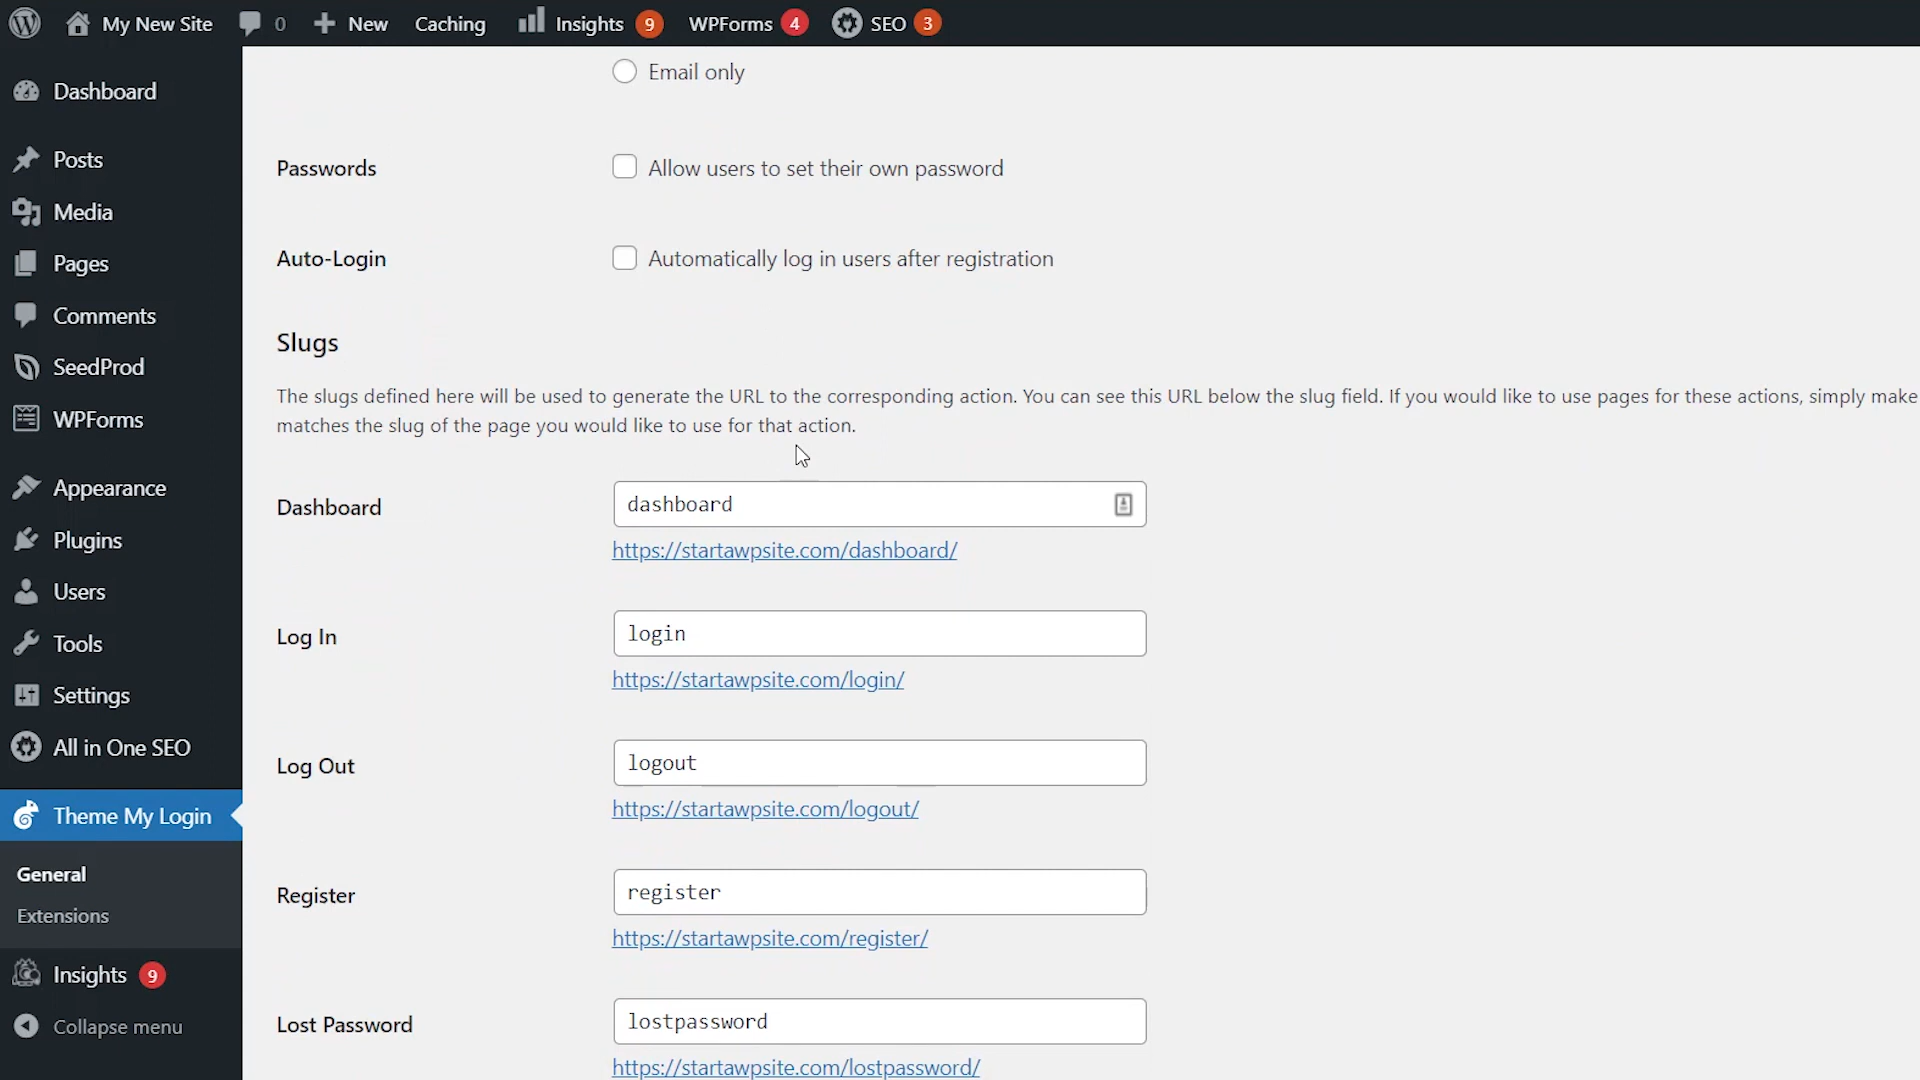 My New Site
0
New
Caching
Insights 9
WPForms 4
SEO 3
Dashboard
Posts
Media
Pages
Comments
SeedProd
WPForms
Appearance
Plugins
Users
Tools
Settings
All in One SEO
Theme My Login
General
Extensions
Insights 9
Collapse menu
Email only
Passwords
Allow users to set their own password
Auto-Login
Automatically log in users after registration
Slugs
The slugs defined here will be used to generate the URL to the corresponding action. You can see this URL below the slug field. If you would like to use pages for these actions, simply make
matches the slug of the page you would like to use for that action.
Dashboard
dashboard
https://startawpsite.com/dashboard/
Log In
login
https://startawpsite.com/login/
Log Out
logout
https://startawpsite.com/logout/
Register
register
https://startawpsite.com/register/
Lost Password
lostpassword
https://startawpsite.com/lostpassword/